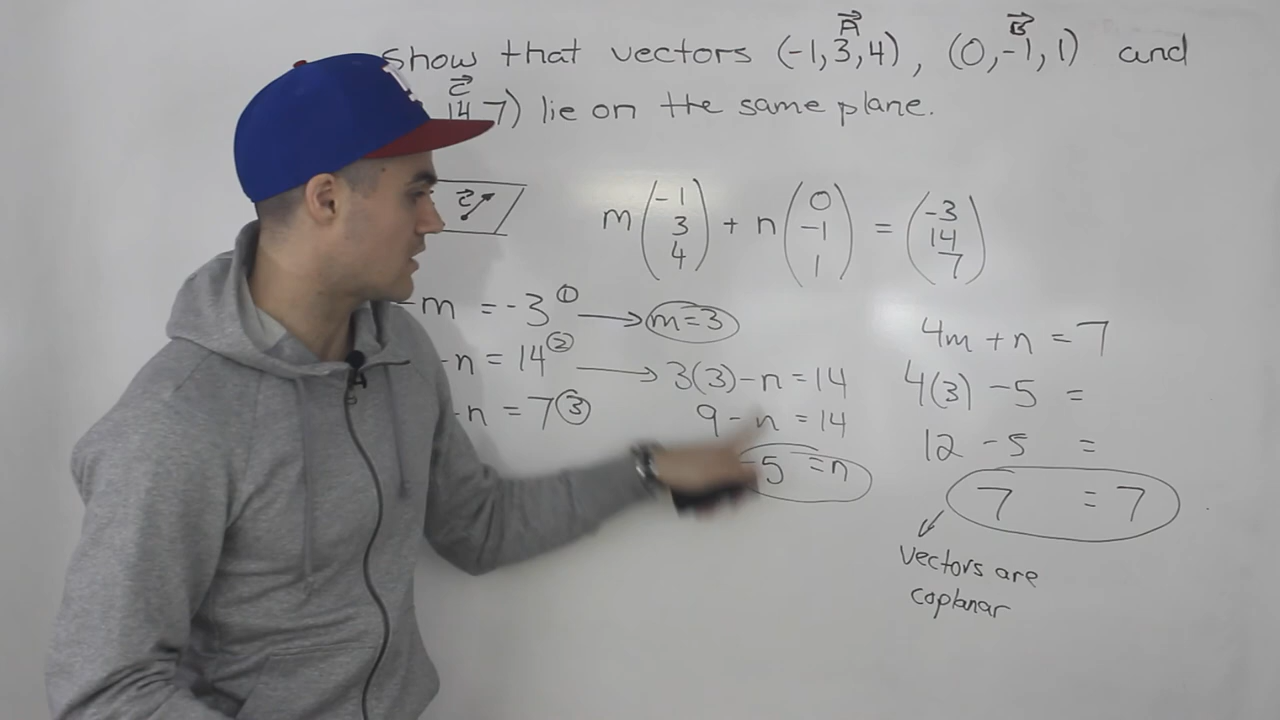 show that vectors (-1,3,4), (0,-1,1) and
A B
C
14 7) lie on the same plane.
C
m (-1 3 4) + n (0 -1 1) = (-3 14 7)
-m = -3 ① → m=3
-n = 14 ② → 3(3)-n=14
-n = 7 ③
9-n=14
-5 =n
4m + n = 7
4(3) -5 =
12 -5 =
7 = 7
vectors are
coplanar